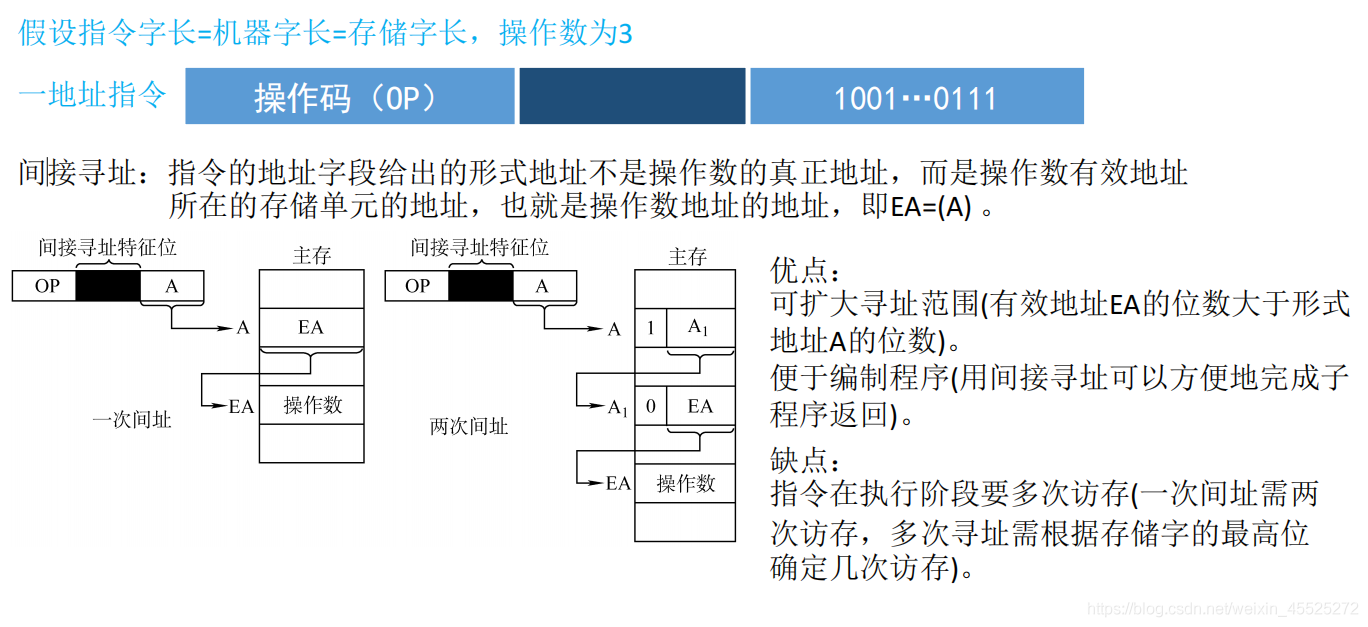 假设指令字长=机器字长=存储字长，操作数为3
一地址指令 操作码（OP） 1001…0111
间接寻址：指令的地址字段给出的形式地址不是操作数的真正地址，而是操作数有效地址
所在的存储单元的地址，也就是操作数地址的地址，即EA=(A) 。
间接寻址特征位
主存
OP
A
A
EA
EA
操作数
一次间址
间接寻址特征位
主存
OP
A
A
1
A₁
A₁
0
EA
EA
操作数
两次间址
优点：
可扩大寻址范围(有效地址EA的位数大于形式
地址A的位数)。
便于编制程序(用间接寻址可以方便地完成子
程序返回)。
缺点：
指令在执行阶段要多次访存(一次间址需两
次访存，多次寻址需根据存储字的最高位
确定几次访存)。
https://blog.csdn.net/weixin_45525272